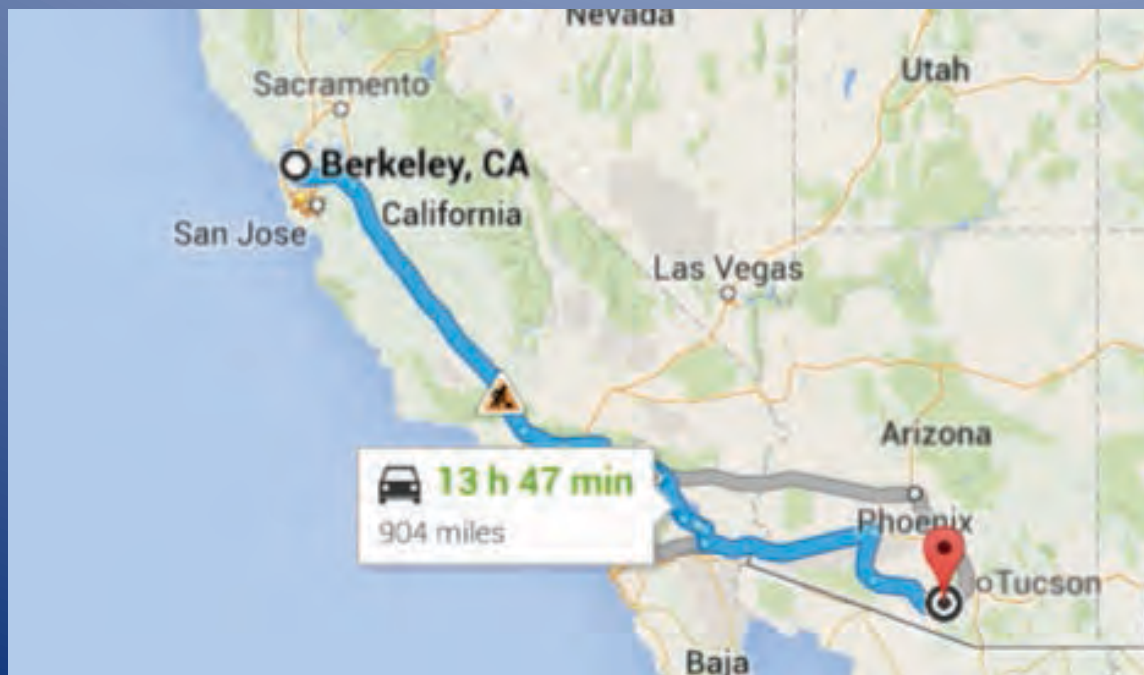 Nevada
Utah
Sacramento
Berkeley, CA
California
San Jose
Las Vegas
Arizona
13 h 47 min
904 miles
Phoenix
Tucson
Baja